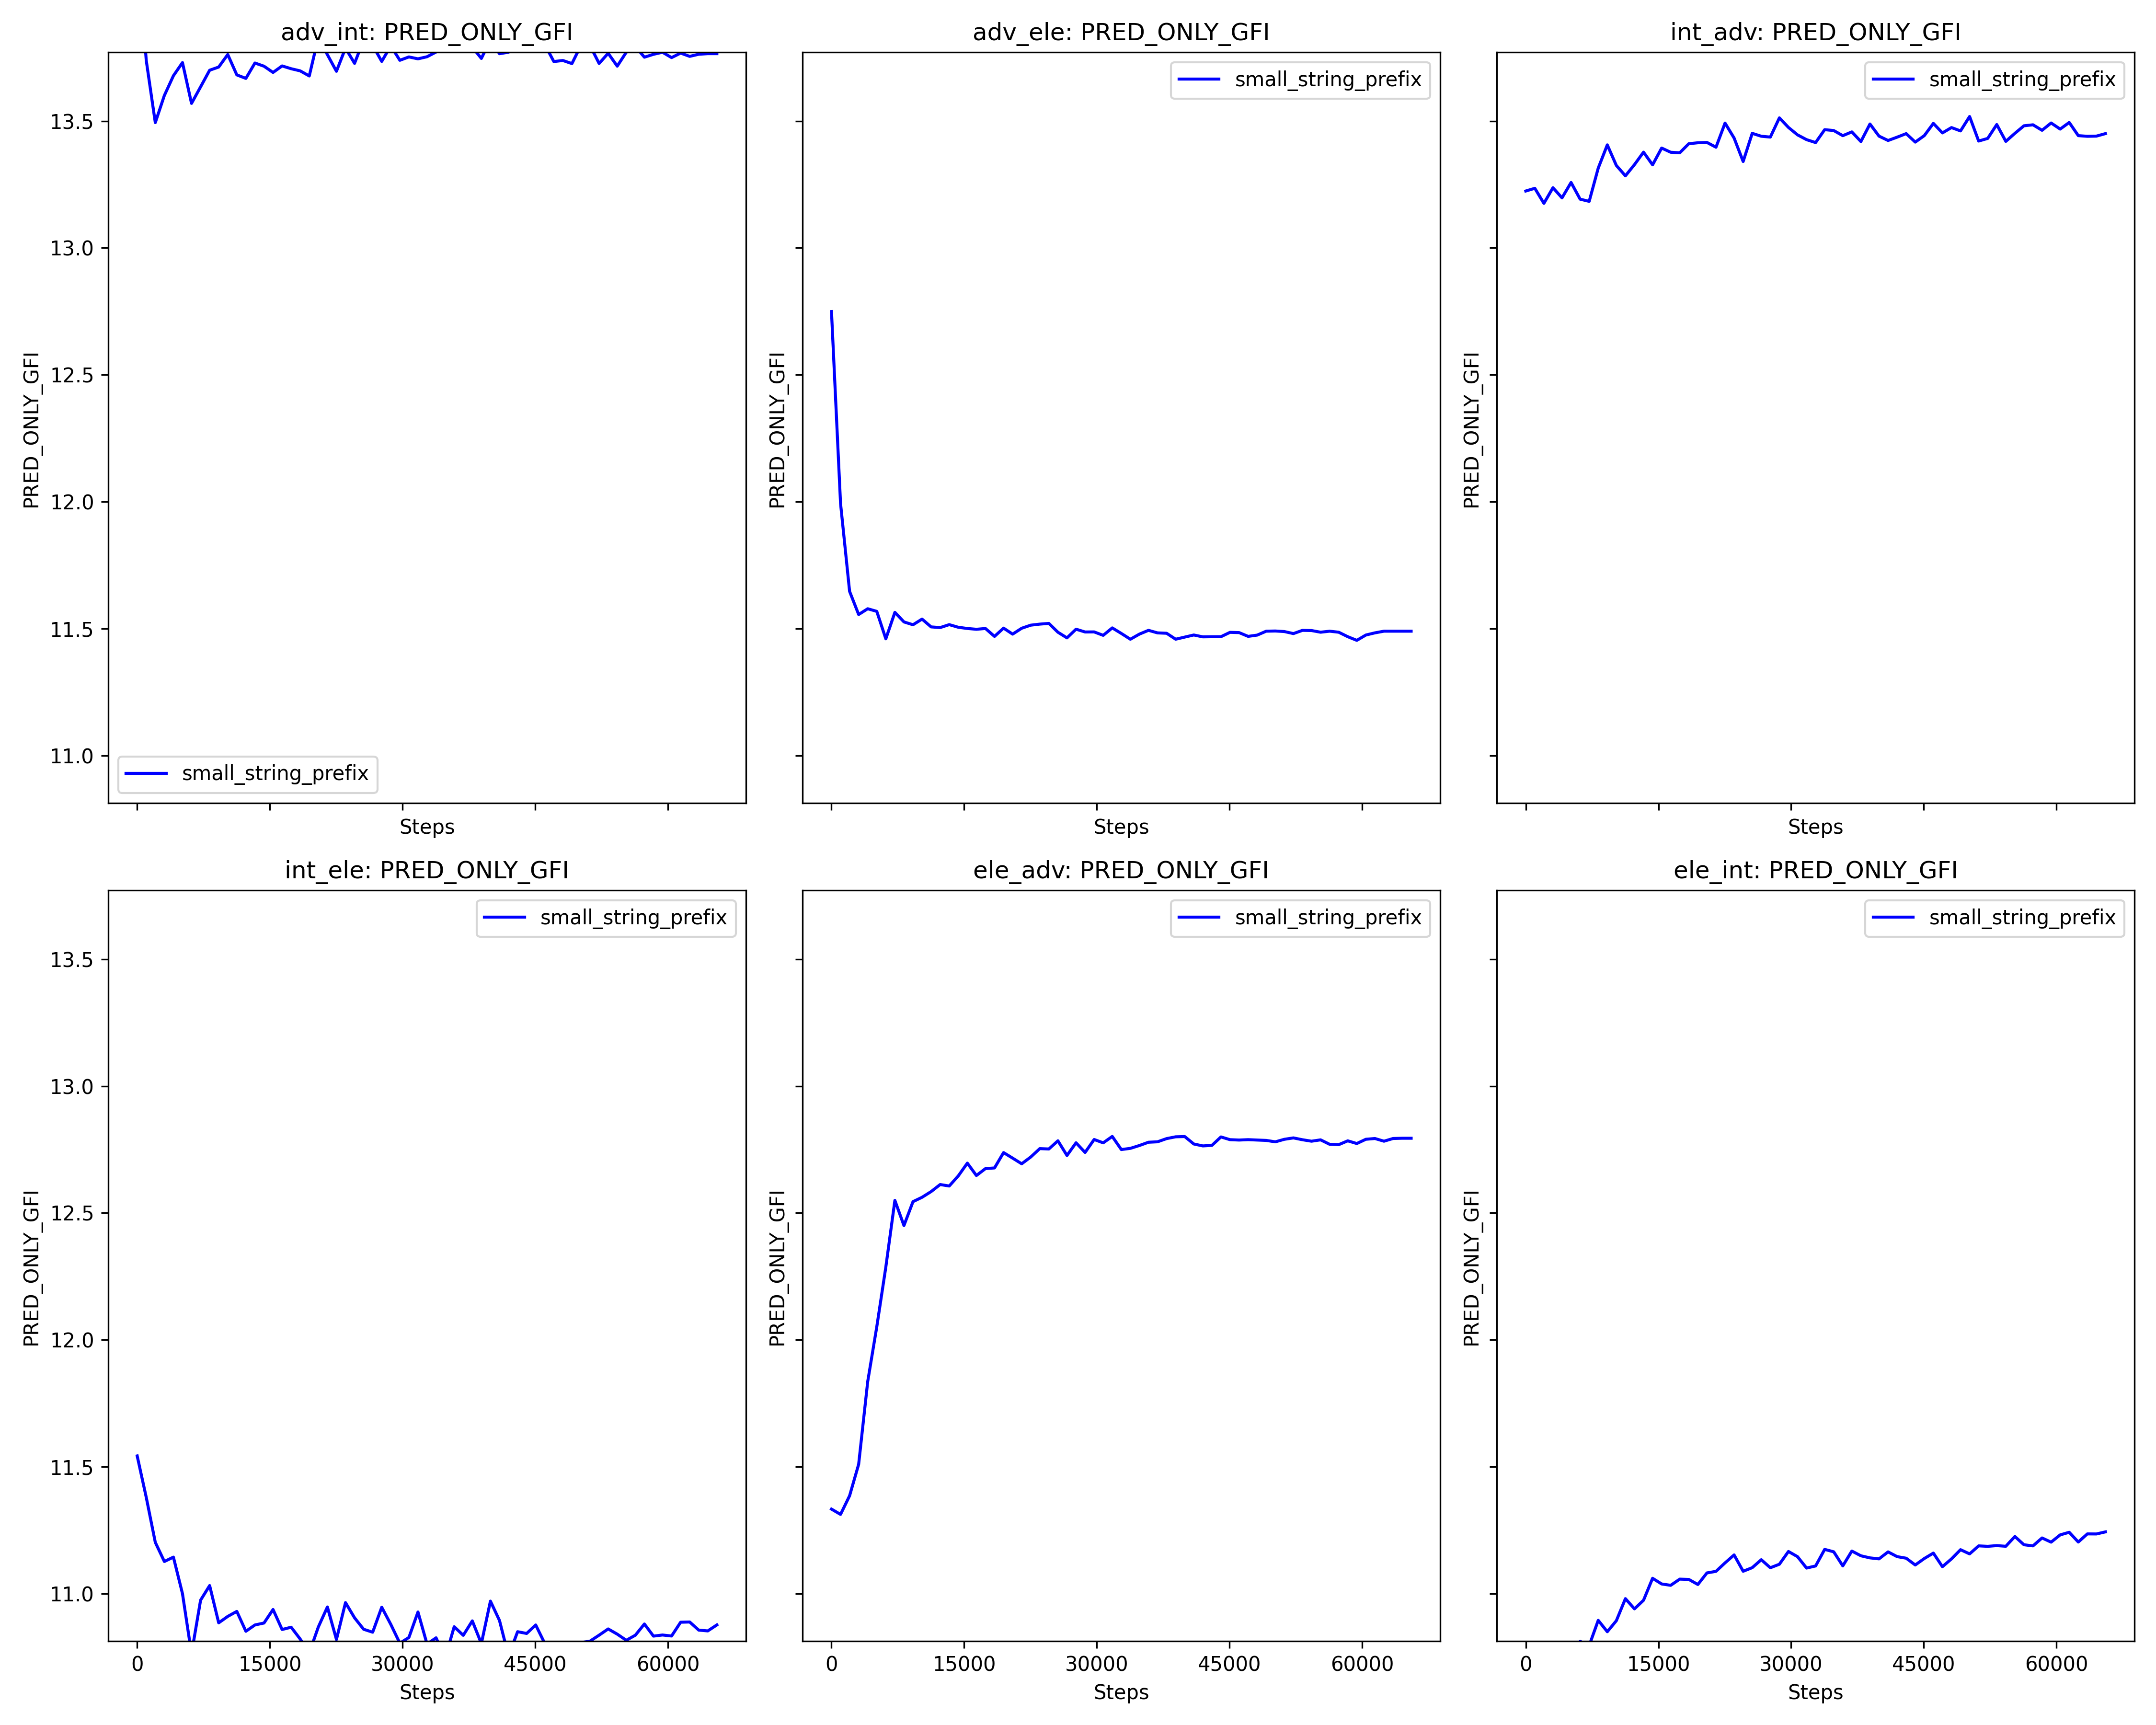 adv_int: PRED_ONLY_GFI
PRED_ONLY_GFI
13.5
13.0
12.5
12.0
11.5
11.0
small_string_prefix
Steps
adv_ele: PRED_ONLY_GFI
PRED_ONLY_GFI
small_string_prefix
Steps
int_adv: PRED_ONLY_GFI
PRED_ONLY_GFI
small_string_prefix
Steps
int_ele: PRED_ONLY_GFI
PRED_ONLY_GFI
small_string_prefix
13.5
13.0
12.5
12.0
11.5
11.0
0 15000 30000 45000 60000
Steps
ele_adv: PRED_ONLY_GFI
PRED_ONLY_GFI
small_string_prefix
0 15000 30000 45000 60000
Steps
ele_int: PRED_ONLY_GFI
PRED_ONLY_GFI
small_string_prefix
0 15000 30000 45000 60000
Steps